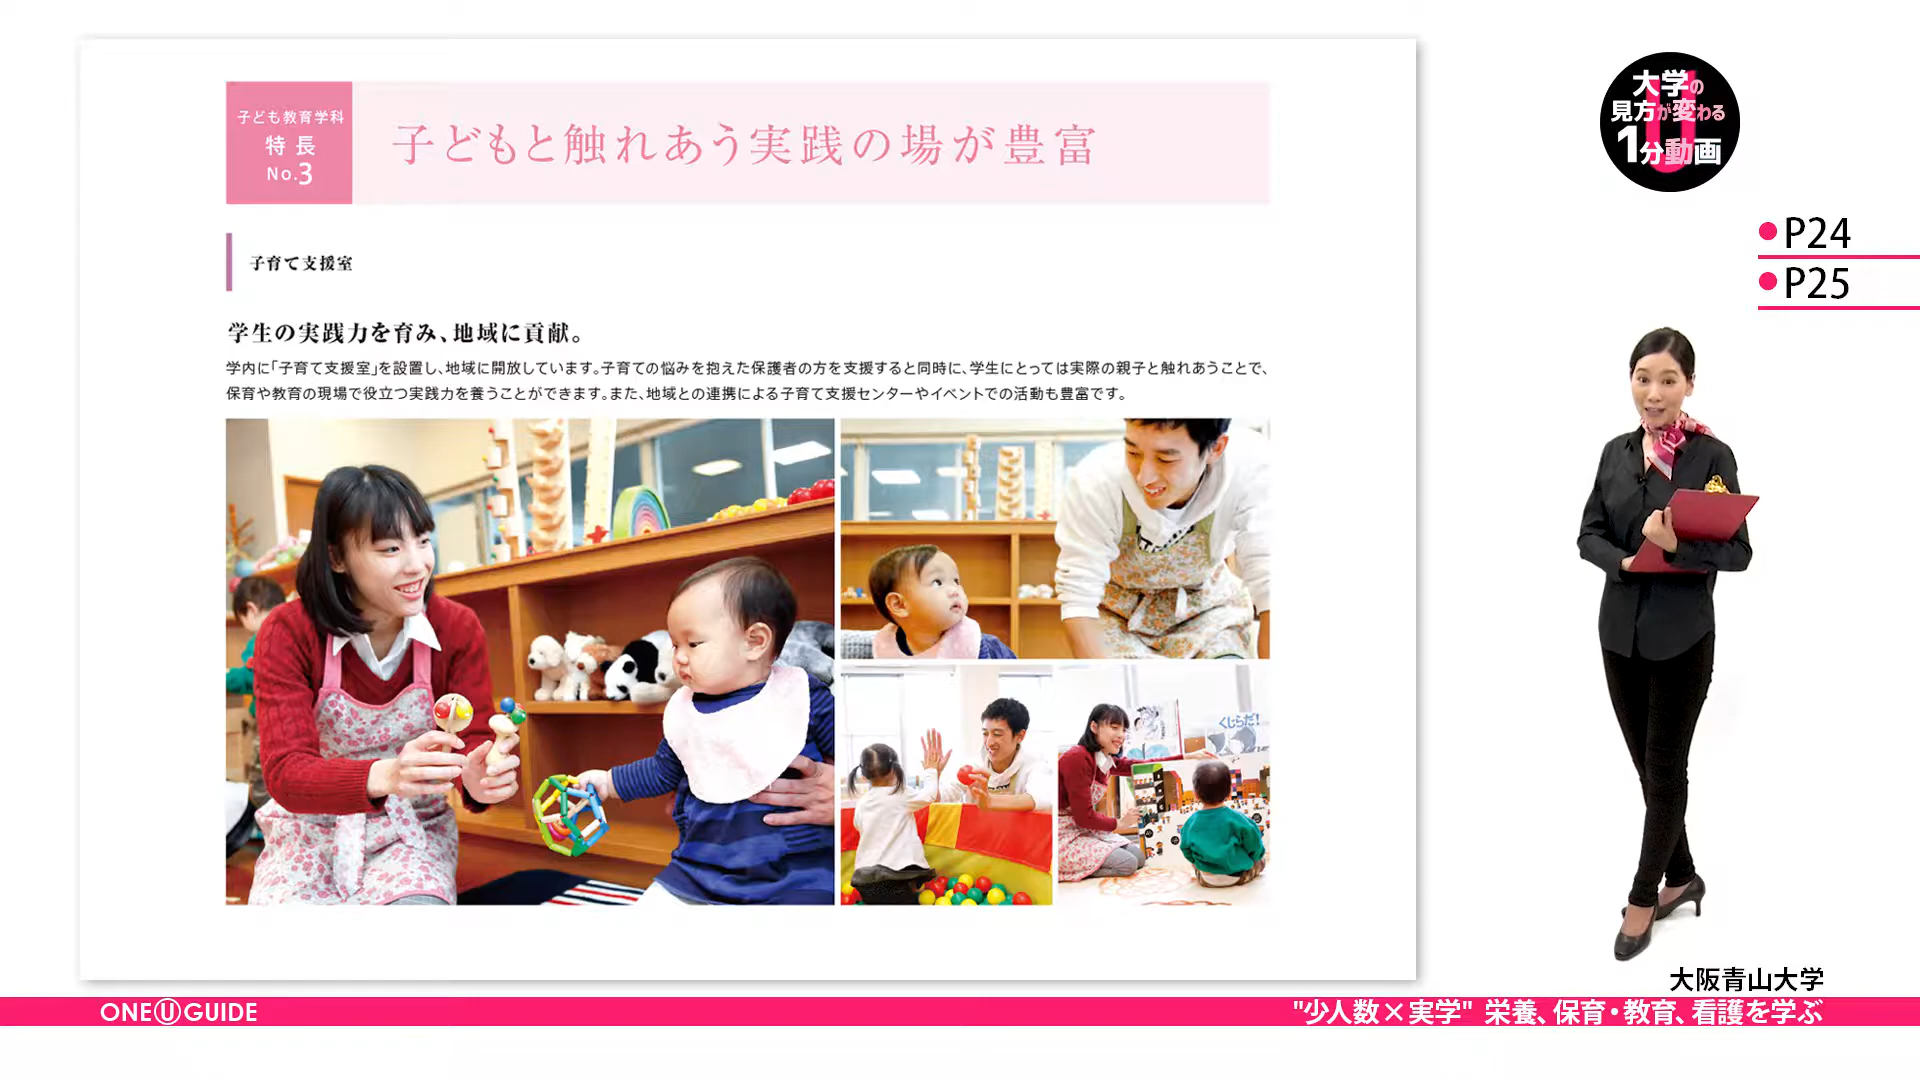 子ども教育学科
特長
No.3
子どもと触れあう実践の場が豊富
子育て支援室
学生の実践力を育み、地域に貢献。
学内に「子育て支援室」を設置し、地域に開放しています。子育ての悩みを抱えた保護者の方を支援すると同時に、学生にとっては実際の親子と触れあうことで、
保育や教育の現場で役立つ実践力を養うことができます。また、地域との連携による子育て支援センターやイベントでの活動も豊富です。
くじらだ!
大学の
見方が変わる
1分動画
P24
P25
大阪青山大学
ONE U GUIDE
"少人数×実学" 栄養、保育・教育、看護を学ぶ